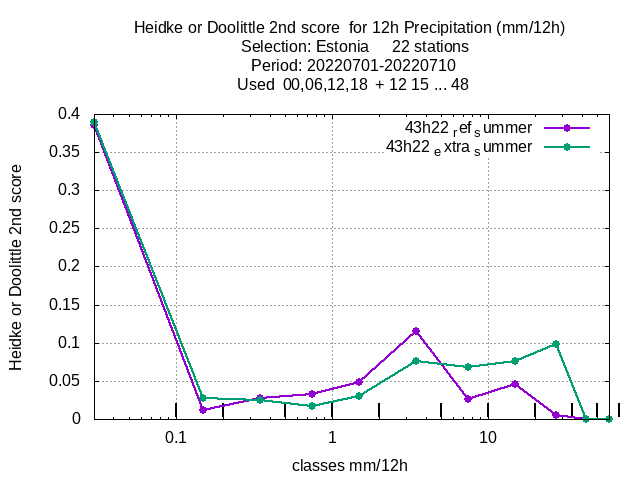 Heidke or Doolittle 2nd score  for 12h Precipitation (mm/12h)
Selection: Estonia     22 stations
Period: 20220701-20220710
Used  00,06,12,18  + 12 15 ... 48
Heidke or Doolittle 2nd score
0.4
0.35
0.3
0.25
0.2
0.15
0.1
0.05
0
43h22 ref summer
43h22 extra summer
0.1
1
10
classes mm/12h